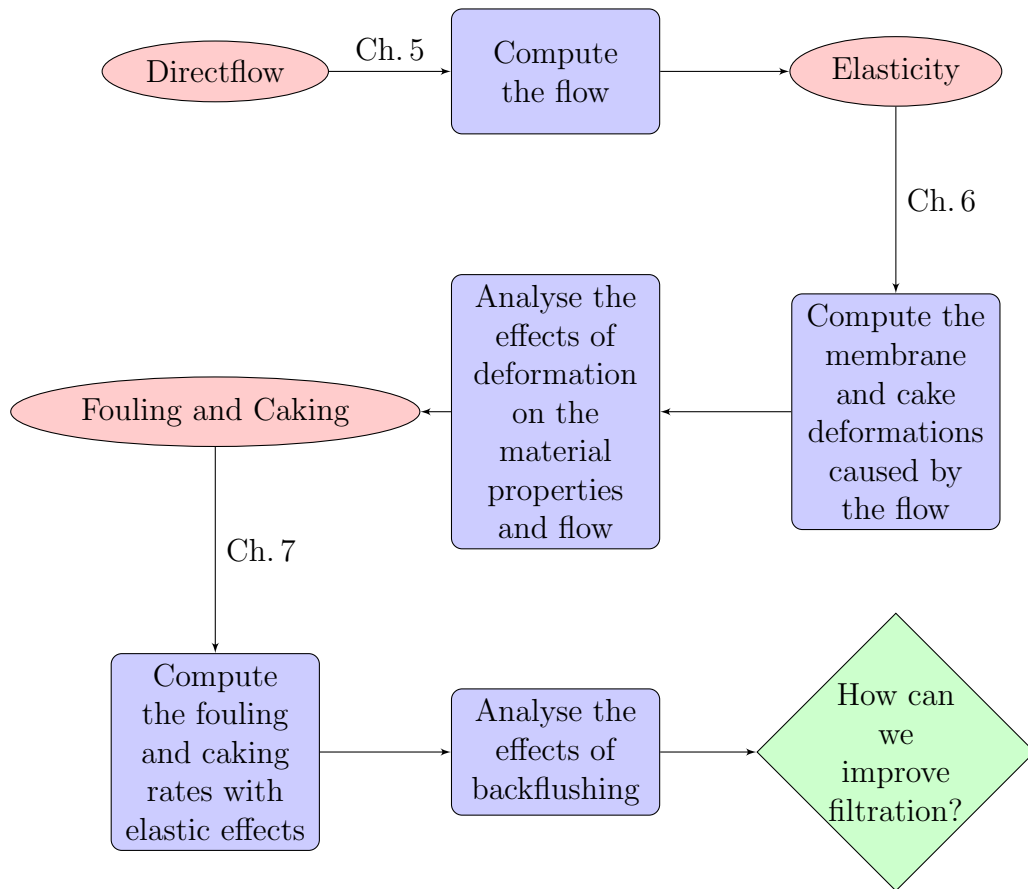 Directflow
Ch. 5
Compute
the flow
Elasticity
Ch. 6
Compute the
membrane
and cake
deformations
caused by
the flow
Analyse the
effects of
deformation
on the
material
properties
and flow
Fouling and Caking
Ch. 7
Compute
the fouling
and caking
rates with
elastic effects
Analyse the
effects of
backflushing
How can
we
improve
filtration?